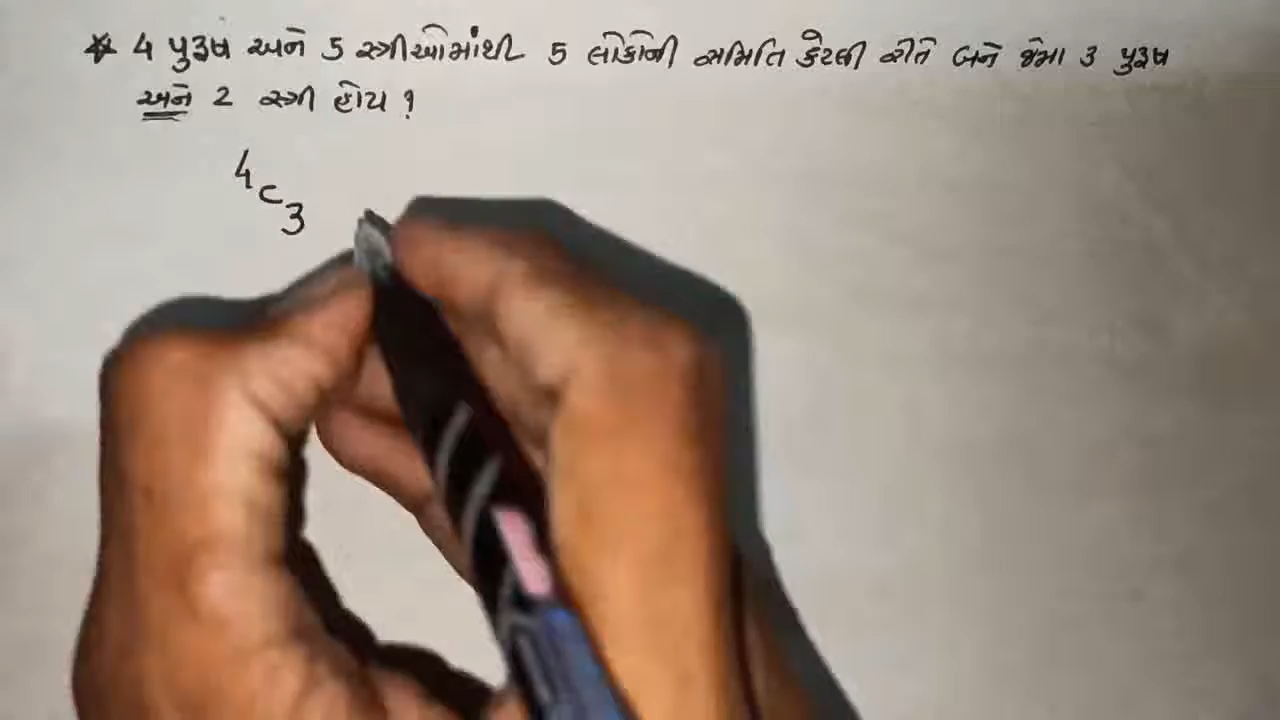 * 4 પુરૂષ અને 5 સ્ત્રીઓમાંથી 5 લોકોની સમિતિ કેટલી રીતે બને જેમા 3 પુરૂષ
અને 2 સ્ત્રી હોય ?
4C3